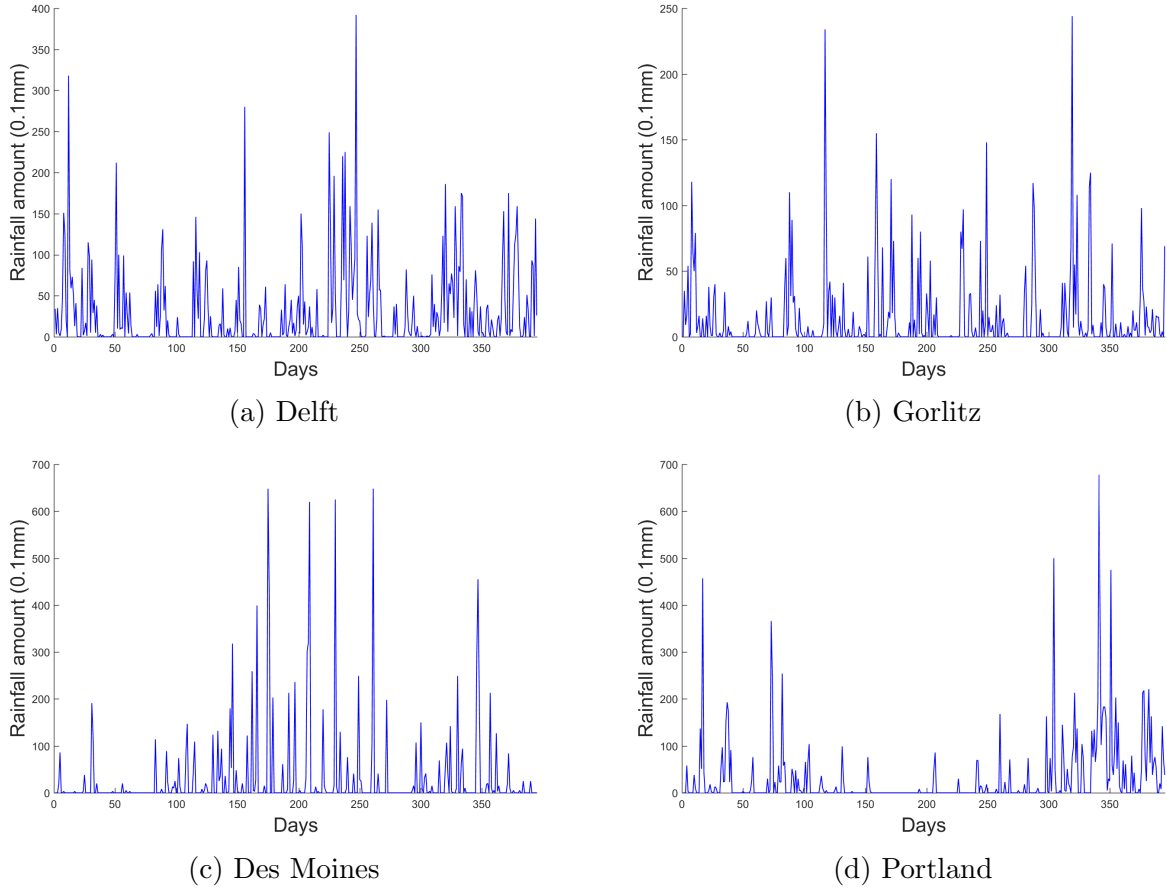 400
350
300
250
200
150
100
50
0
Rainfall amount (0.1mm)
0 50 100 150 200 250 300 350
Days
(a) Delft
250
200
150
100
50
0
Rainfall amount (0.1mm)
0 50 100 150 200 250 300 350
Days
(b) Gorlitz
700
600
500
400
300
200
100
0
Rainfall amount (0.1mm)
0 50 100 150 200 250 300 350
Days
(c) Des Moines
700
600
500
400
300
200
100
0
Rainfall amount (0.1mm)
0 50 100 150 200 250 300 350
Days
(d) Portland